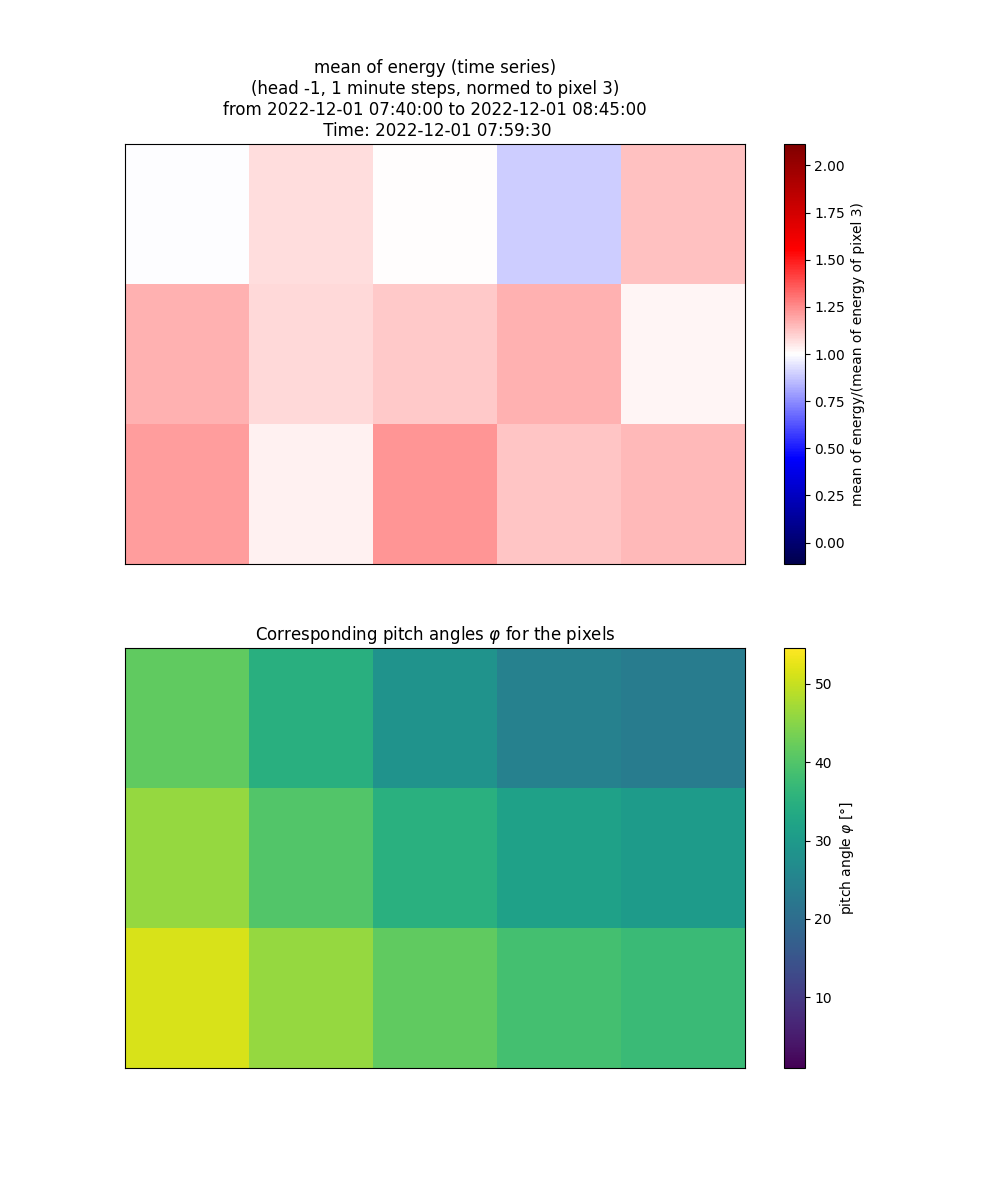 mean of energy (time series)
(head -1, 1 minute steps, normed to pixel 3)
from 2022-12-01 07:40:00 to 2022-12-01 08:45:00
Time: 2022-12-01 07:59:30
2.00
1.75
1.50
1.25
1.00
0.75
0.50
0.25
0.00
mean of energy/(mean of energy of pixel 3)
Corresponding pitch angles φ for the pixels
50
40
30
20
10
pitch angle φ [°]